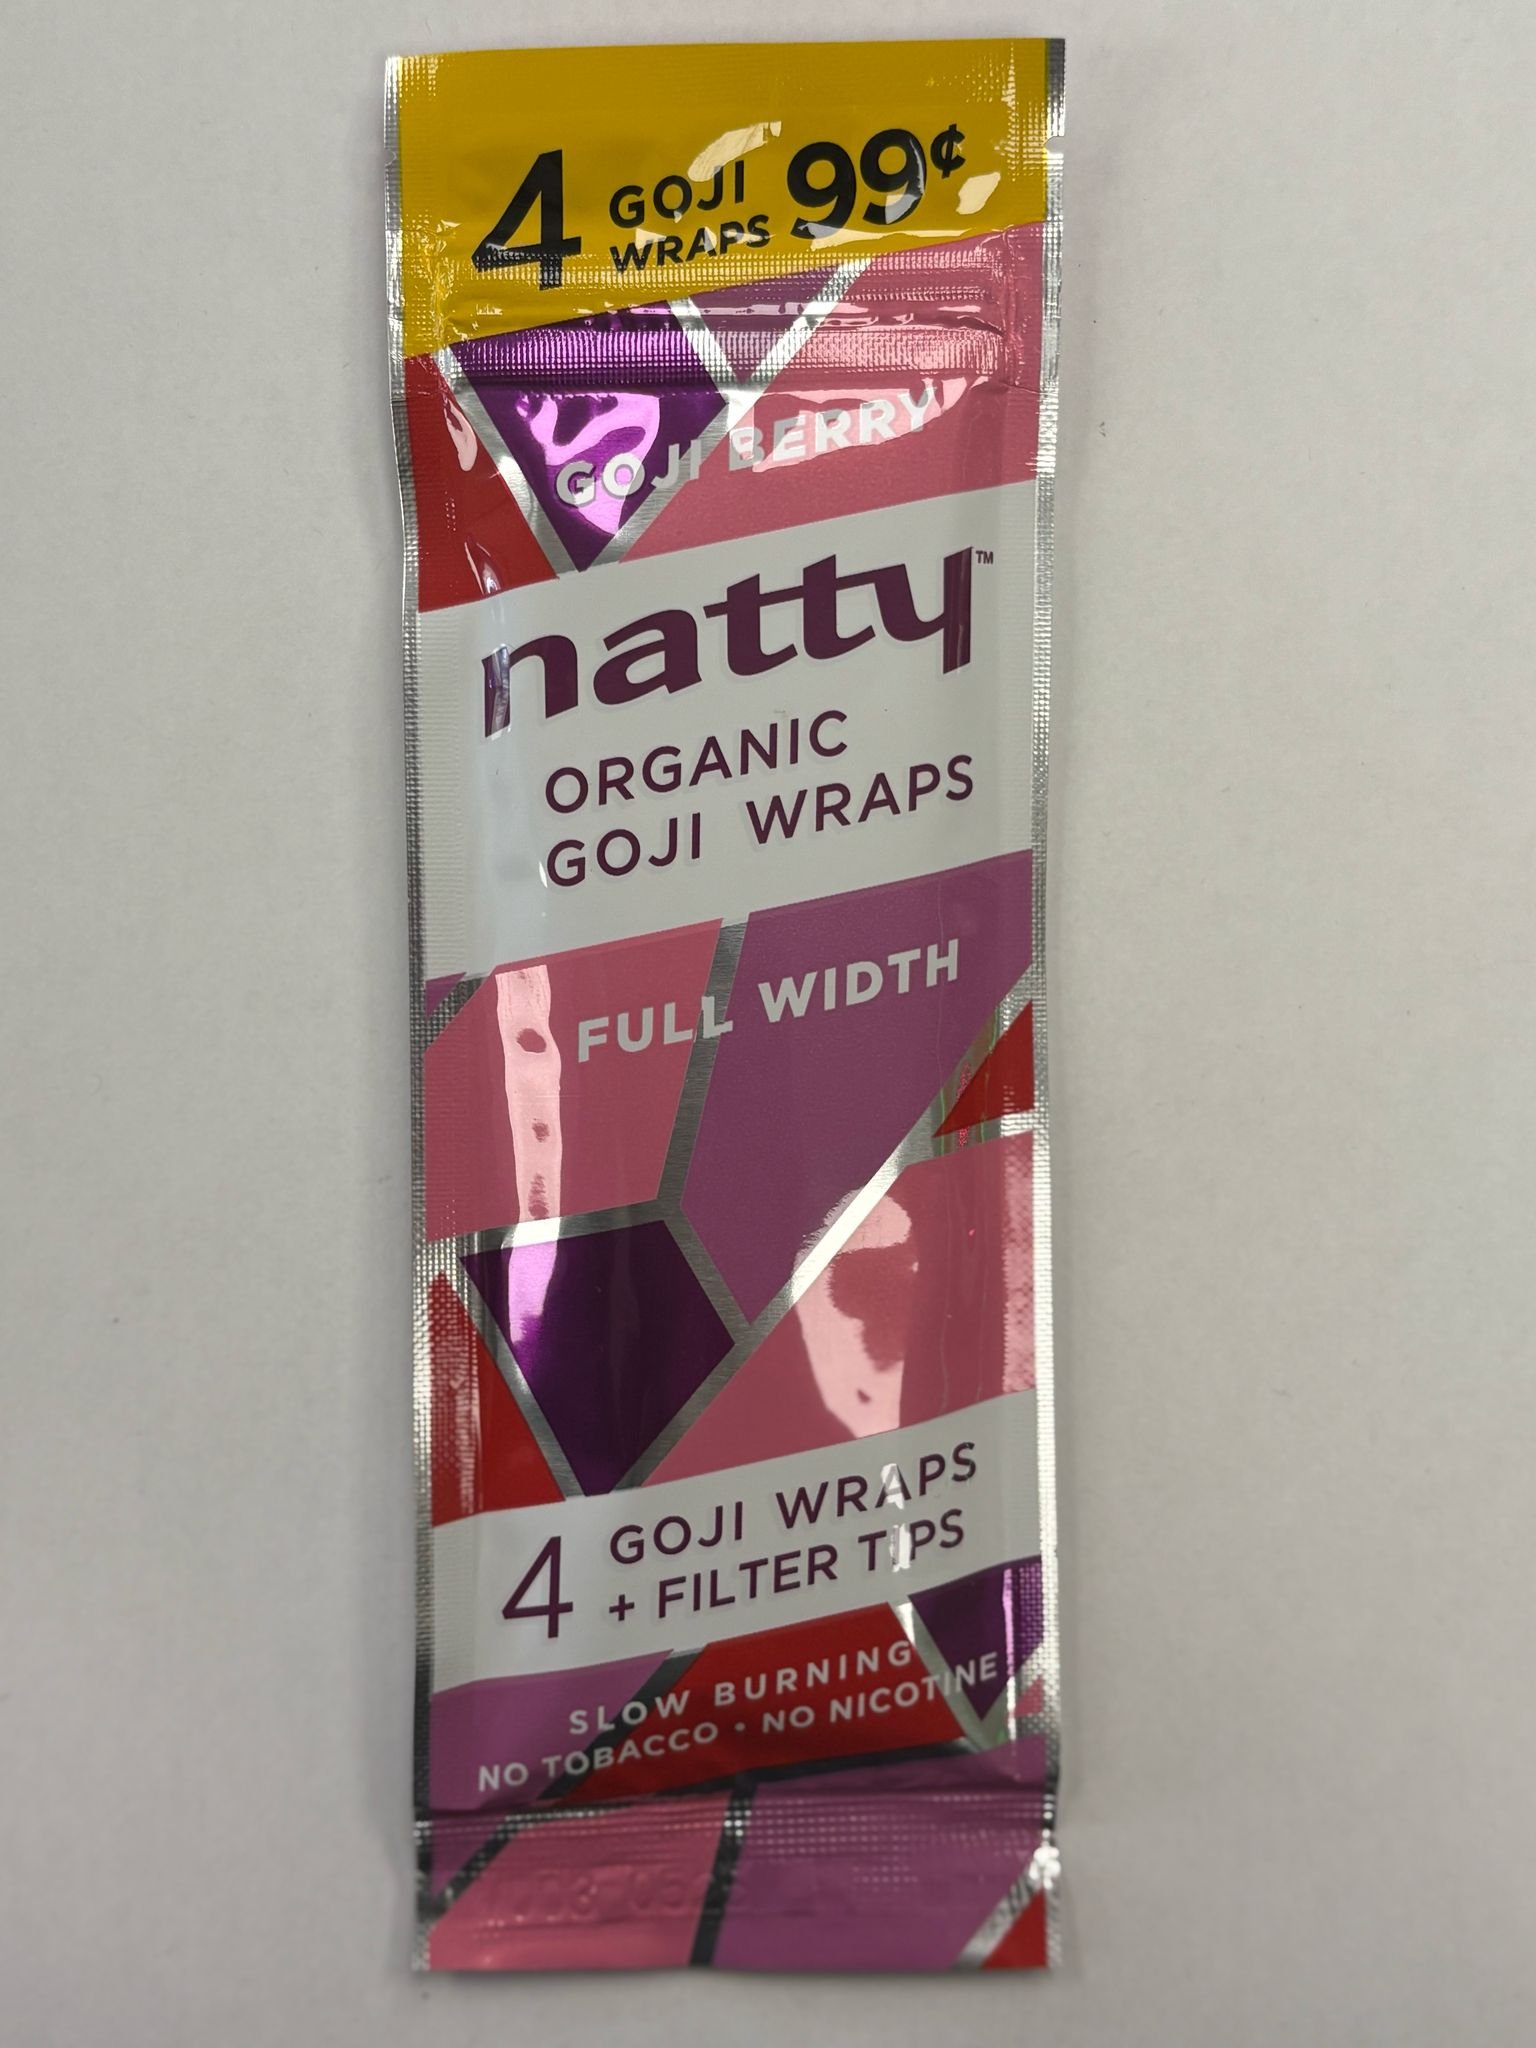 4 GOJI WRAPS 99¢
GOJI BERRY
natty™
ORGANIC
GOJI WRAPS
FULL WIDTH
4 GOJI WRAPS
+ FILTER TIPS
SLOW BURNING
NO TOBACCO • NO NICOTINE